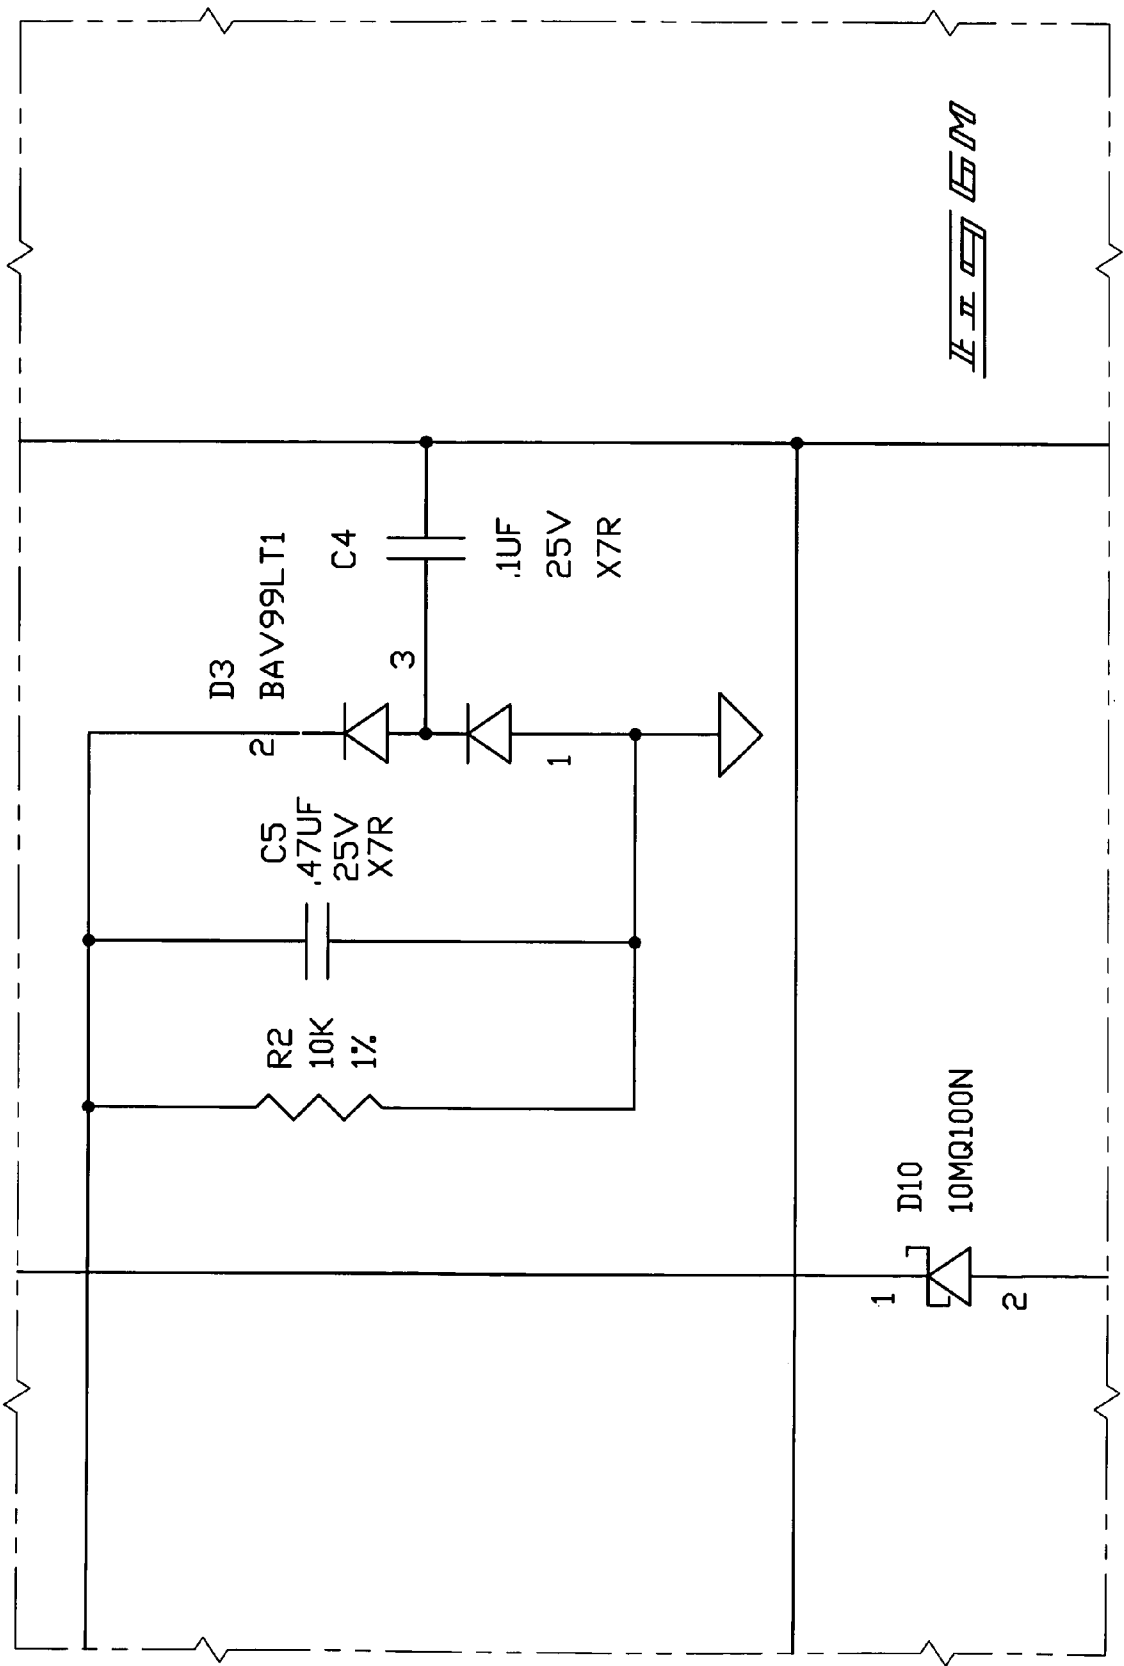 D3
BAV99LT1
2
C4
3
.1UF
25V
X7R
1
C5
.47UF
25V
X7R
R2
10K
1%
D10
10MQ100N
1
2
FIG 6M